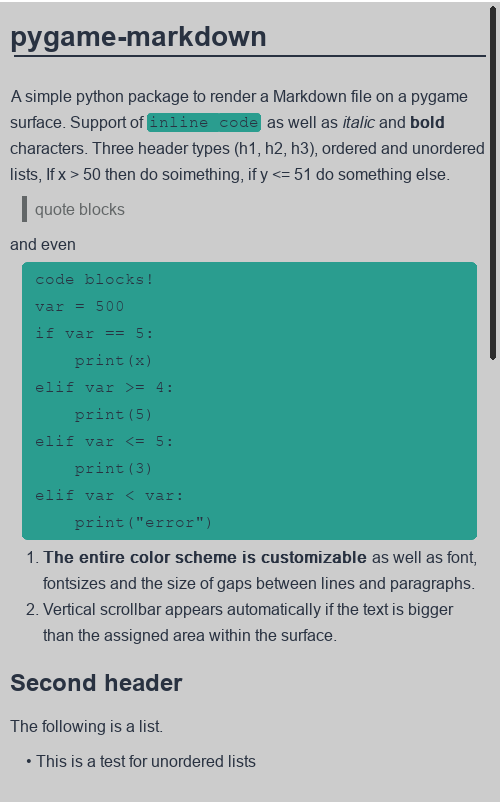 pygame-markdown
A simple python package to render a Markdown file on a pygame
surface. Support of inline code as well as italic and bold
characters. Three header types (h1, h2, h3), ordered and unordered
lists, If x > 50 then do soimething, if y <= 51 do something else.
quote blocks
and even
code blocks!
var = 500
if var == 5:
    print(x)
elif var >= 4:
    print(5)
elif var <= 5:
    print(3)
elif var < var:
    print("error")
1. The entire color scheme is customizable as well as font,
fontsizes and the size of gaps between lines and paragraphs.
2. Vertical scrollbar appears automatically if the text is bigger
than the assigned area within the surface.
Second header
The following is a list.
• This is a test for unordered lists